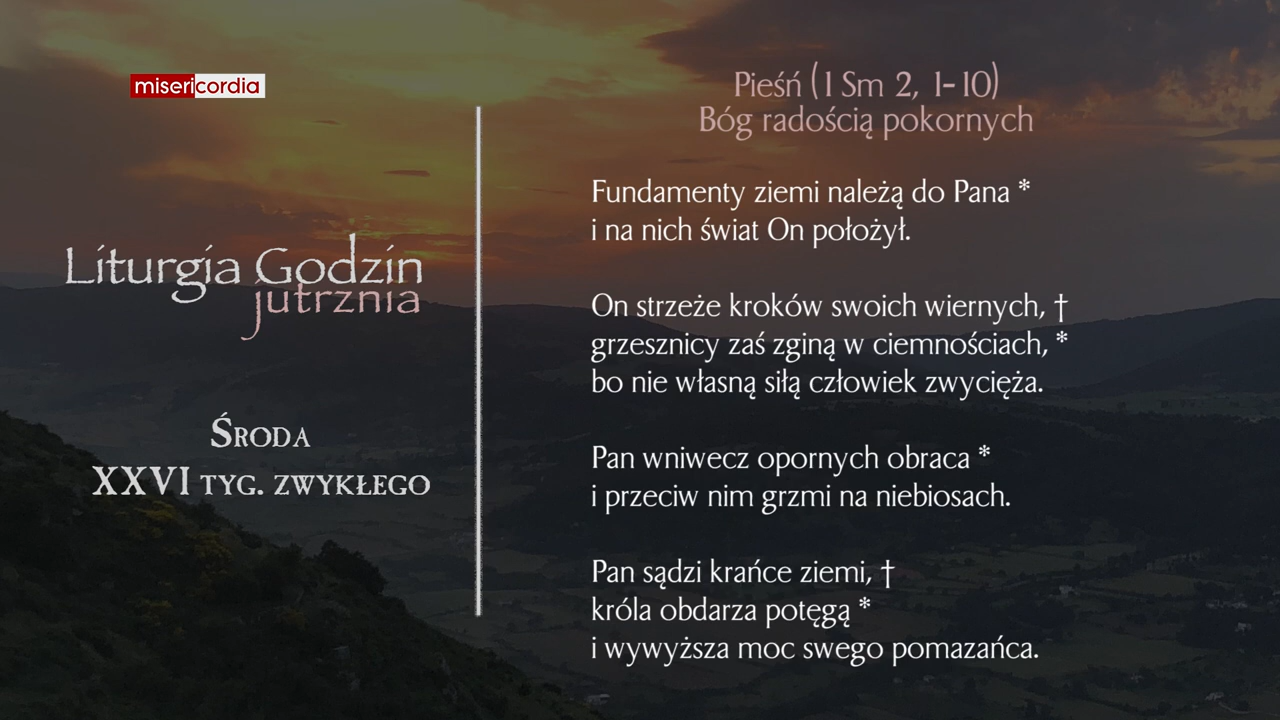 misericordia
Liturgia Godzin
jutrznia
Środa
XXVI tyg. zwykłego
Pieśń (1 Sm 2, 1-10)
Bóg radością pokornych
Fundamenty ziemi należą do Pana *
i na nich świat On położył.
On strzeże kroków swoich wiernych, †
grzesznicy zaś zginą w ciemnościach, *
bo nie własną siłą człowiek zwycięża.
Pan wniwecz opornych obraca *
i przeciw nim grzmi na niebiosach.
Pan sądzi krańce ziemi, †
króla obdarza potęgą *
i wywyższa moc swego pomazańca.